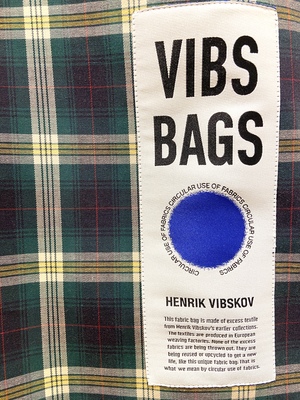 VIBS
BAGS
CIRCULAR USE OF FABRICS CIRCULAR USE OF FABRICS CIRCULAR USE OF FABRICS
HENRIK VIBSKOV
This fabric bag is made of excess textile
from Henrik Vibskov's earlier collections.
The textiles are produced in European
weaving factories. None of the excess
fabrics are being thrown out. They are
being reused or upcycled to get a new
life, like this unique fabric bag. That is
what we mean by circular use of fabrics.